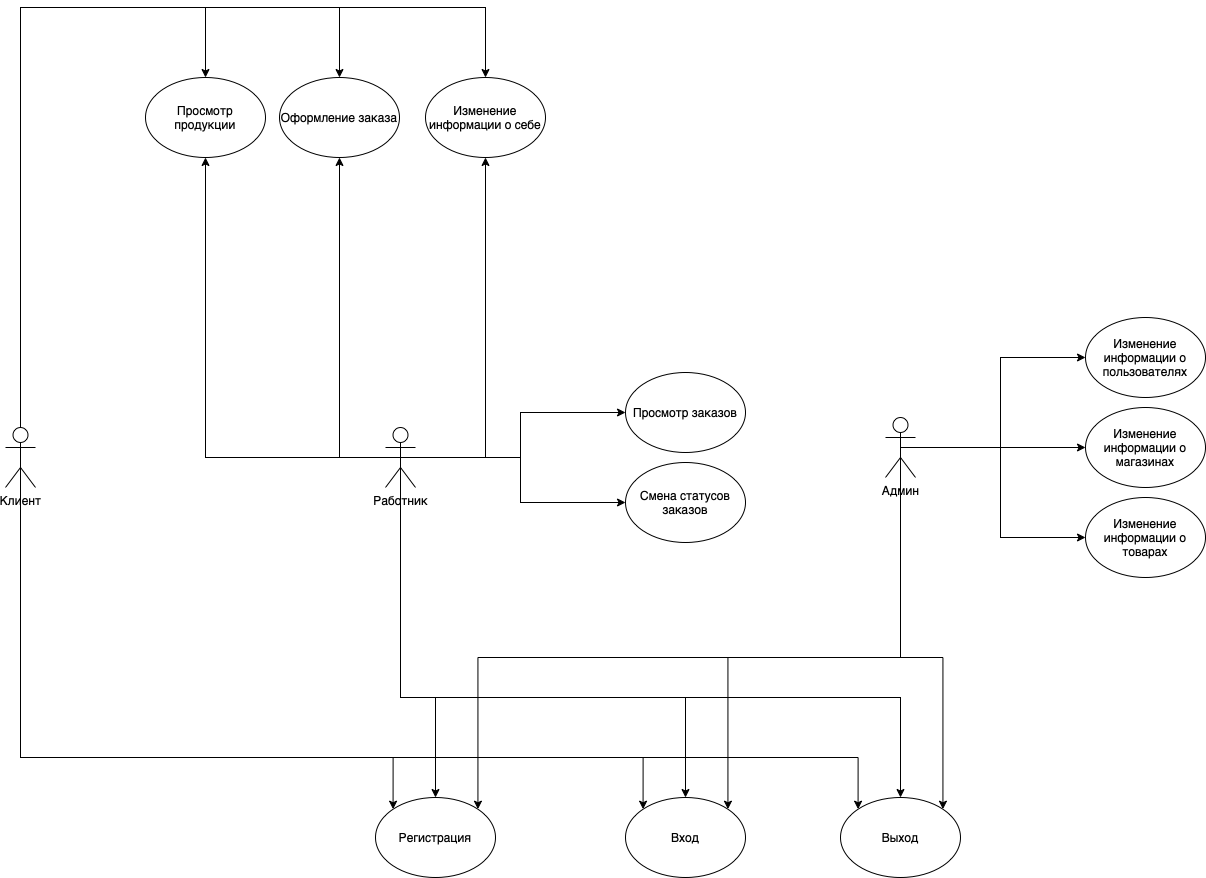 Просмотр
продукции
Оформление заказа
Изменение
информации о себе
Изменение
информации о
пользователях
Просмотр заказов
Изменение
информации о
магазинах
Клиент
Работник
Админ
Смена статусов
заказов
Изменение
информации о
товарах
Регистрация
Вход
Выход